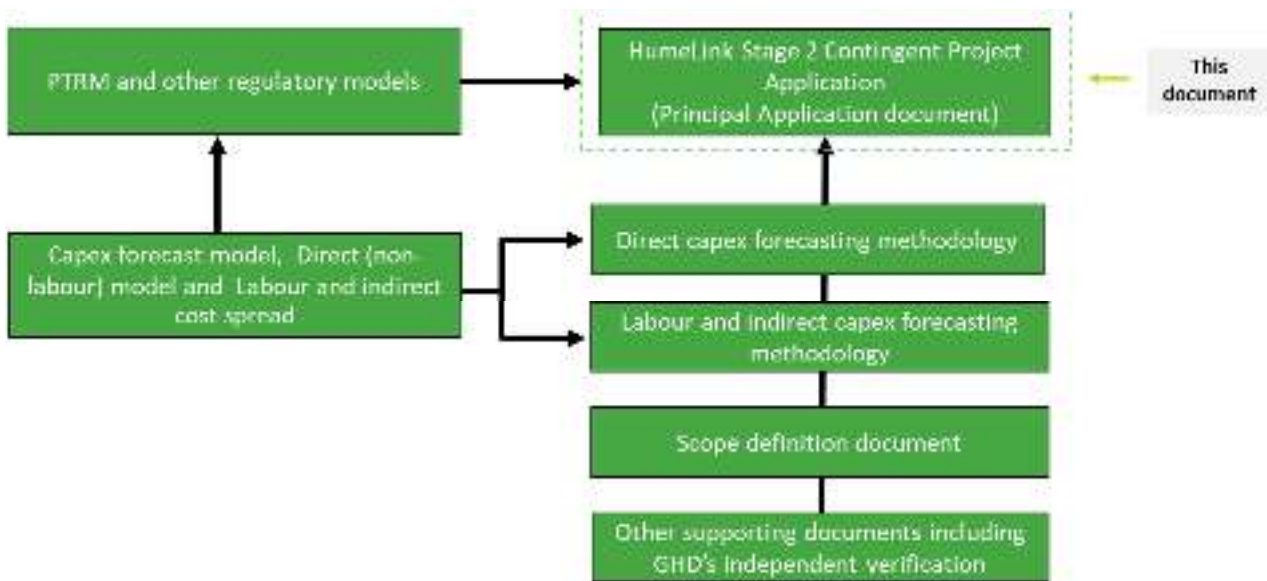 PTRM and other regulatory models
HumeLink Stage 2 Contingent Project
Application
(Principal Application document)
This
document
Capex forecast model, Direct (non-
labour) model and Labour and indirect
cost spread
Direct capex forecasting methodology
Labour and indirect capex forecasting
methodology
Scope definition document
Other supporting documents including
GHD's independent verification